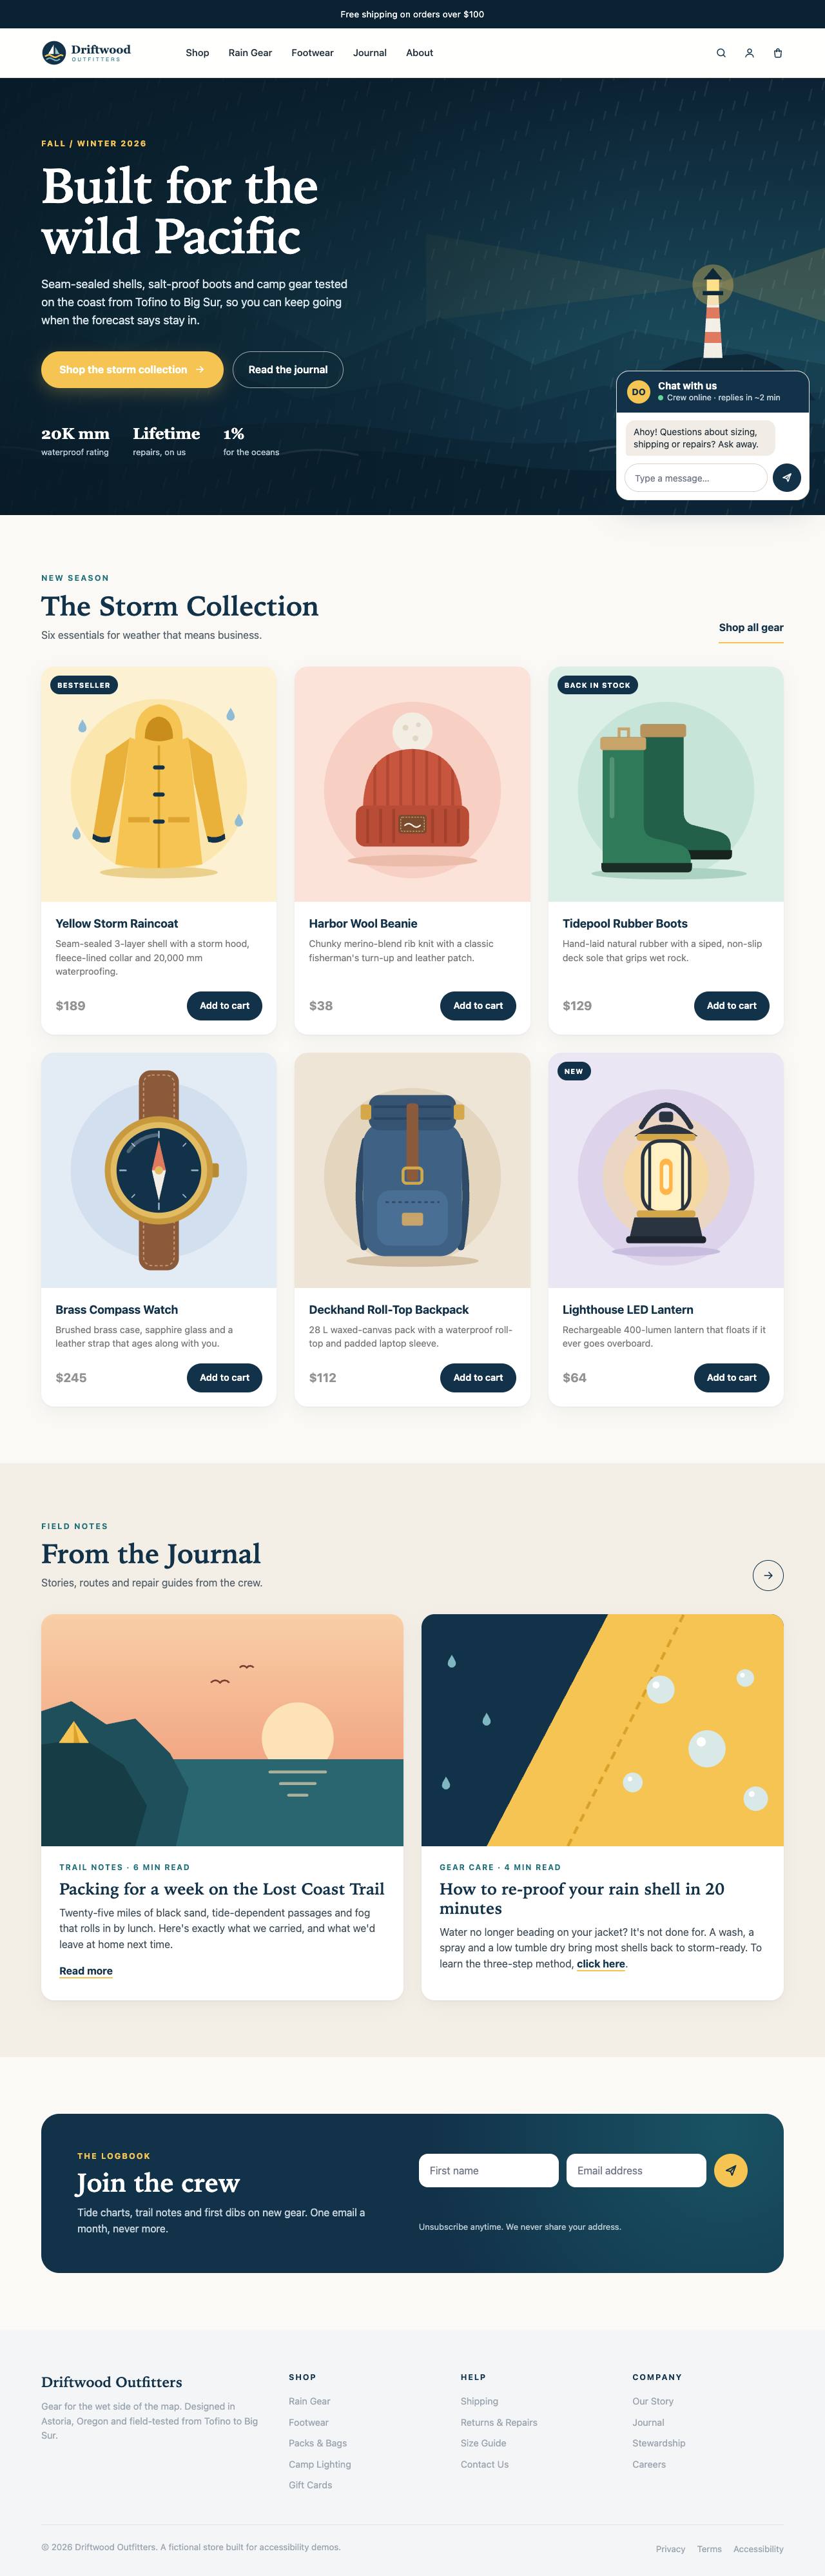 Free shipping on orders over $100
Driftwood
OUTFITTERS
Shop
Rain Gear
Footwear
Journal
About
FALL / WINTER 2026
Built for the
wild Pacific
Seam-sealed shells, salt-proof boots and camp gear tested
on the coast from Tofino to Big Sur, so you can keep going
when the forecast says stay in.
Shop the storm collection →
Read the journal
20K mm
waterproof rating
Lifetime
repairs, on us
1%
for the oceans
DO
Chat with us
Crew online · replies in ~2 min
Ahoy! Questions about sizing,
shipping or repairs? Ask away.
Type a message...
NEW SEASON
The Storm Collection
Six essentials for weather that means business.
Shop all gear
BESTSELLER
Yellow Storm Raincoat
Seam-sealed 3-layer shell with a storm hood,
fleece-lined collar and 20,000 mm
waterproofing.
$189
Add to cart
Harbor Wool Beanie
Chunky merino-blend rib knit with a classic
fisherman's turn-up and leather patch.
$38
Add to cart
BACK IN STOCK
Tidepool Rubber Boots
Hand-laid natural rubber with a siped, non-slip
deck sole that grips wet rock.
$129
Add to cart
Brass Compass Watch
Brushed brass case, sapphire glass and a
leather strap that ages along with you.
$245
Add to cart
Deckhand Roll-Top Backpack
28 L waxed-canvas pack with a waterproof roll-
top and padded laptop sleeve.
$112
Add to cart
NEW
Lighthouse LED Lantern
Rechargeable 400-lumen lantern that floats if it
ever goes overboard.
$64
Add to cart
FIELD NOTES
From the Journal
Stories, routes and repair guides from the crew.
TRAIL NOTES · 6 MIN READ
Packing for a week on the Lost Coast Trail
Twenty-five miles of black sand, tide-dependent passages and fog
that rolls in by lunch. Here's exactly what we carried, and what we'd
leave at home next time.
Read more
GEAR CARE · 4 MIN READ
How to re-proof your rain shell in 20
minutes
Water no longer beading on your jacket? It's not done for. A wash, a
spray and a low tumble dry bring most shells back to storm-ready. To
learn the three-step method, click here.
THE LOGBOOK
Join the crew
Tide charts, trail notes and first dibs on new gear. One email a
month, never more.
First name
Email address
Unsubscribe anytime. We never share your address.
Driftwood Outfitters
Gear for the wet side of the map. Designed in
Astoria, Oregon and field-tested from Tofino to Big
Sur.
SHOP
Rain Gear
Footwear
Packs & Bags
Camp Lighting
Gift Cards
HELP
Shipping
Returns & Repairs
Size Guide
Contact Us
COMPANY
Our Story
Journal
Stewardship
Careers
© 2026 Driftwood Outfitters. A fictional store built for accessibility demos.
Privacy
Terms
Accessibility